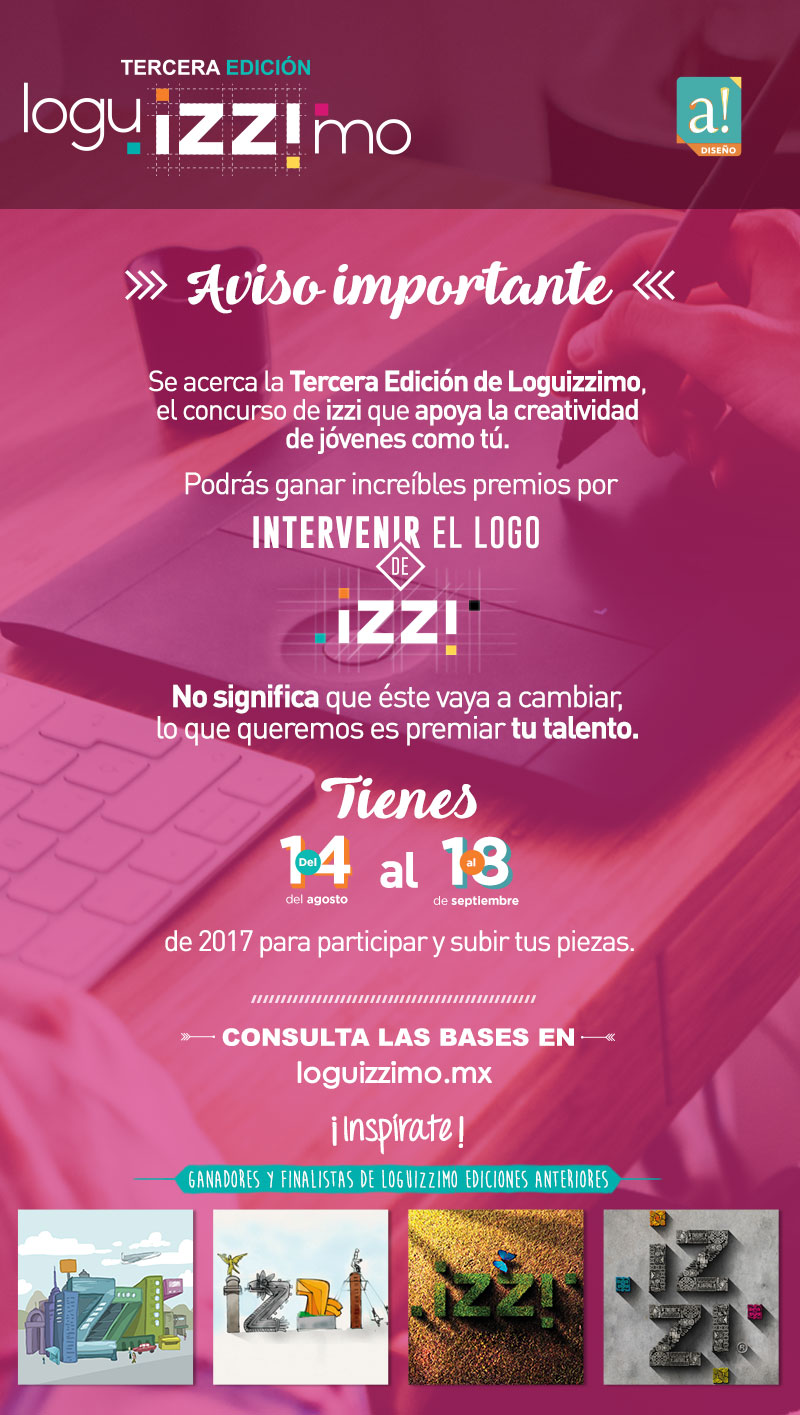 TERCERA EDICIÓN
loguizzimo
a!
DISEÑO
Aviso importante
Se acerca la Tercera Edición de Loguizzimo,
el concurso de izzi que apoya la creatividad
de jóvenes como tú.
Podrás ganar increíbles premios por
INTERVENIR EL LOGO
DE
izzi
No significa que éste vaya a cambiar,
lo que queremos es premiar tu talento.
Tienes
Del 14 al 18 al
del agosto de septiembre
de 2017 para participar y subir tus piezas.
CONSULTA LAS BASES EN
loguizzimo.mx
¡Inspírate!
GANADORES Y FINALISTAS DE LOGUIZZIMO EDICIONES ANTERIORES
izzi
izzi
izzi
izzi ®